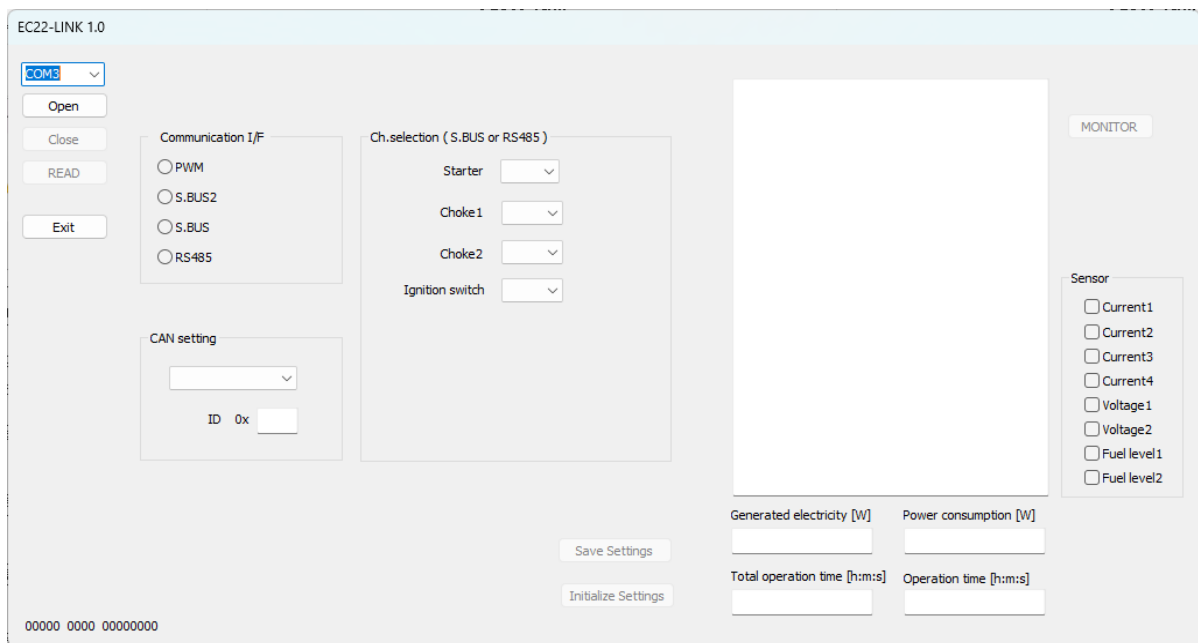 EC22-LINK 1.0
COM3
Open
Close
READ
Exit
Communication I/F
PWM
S.BUS2
S.BUS
RS485
CAN setting
ID 0x
Ch.selection ( S.BUS or RS485 )
Starter
Choke1
Choke2
Ignition switch
Save Settings
Initialize Settings
MONITOR
Sensor
Current1
Current2
Current3
Current4
Voltage1
Voltage2
Fuel level1
Fuel level2
Generated electricity [W]
Power consumption [W]
Total operation time [h:m:s]
Operation time [h:m:s]
00000 0000 00000000